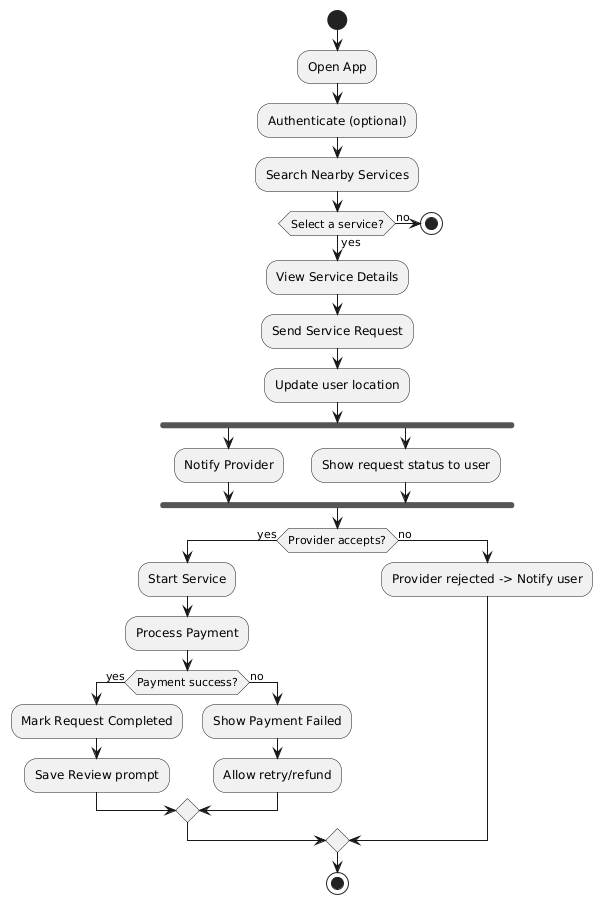 Open App
Authenticate (optional)
Search Nearby Services
Select a service?
no
yes
View Service Details
Send Service Request
Update user location
Notify Provider
Show request status to user
yes
Provider accepts?
no
Start Service
Provider rejected -> Notify user
Process Payment
yes
Payment success?
no
Mark Request Completed
Show Payment Failed
Save Review prompt
Allow retry/refund